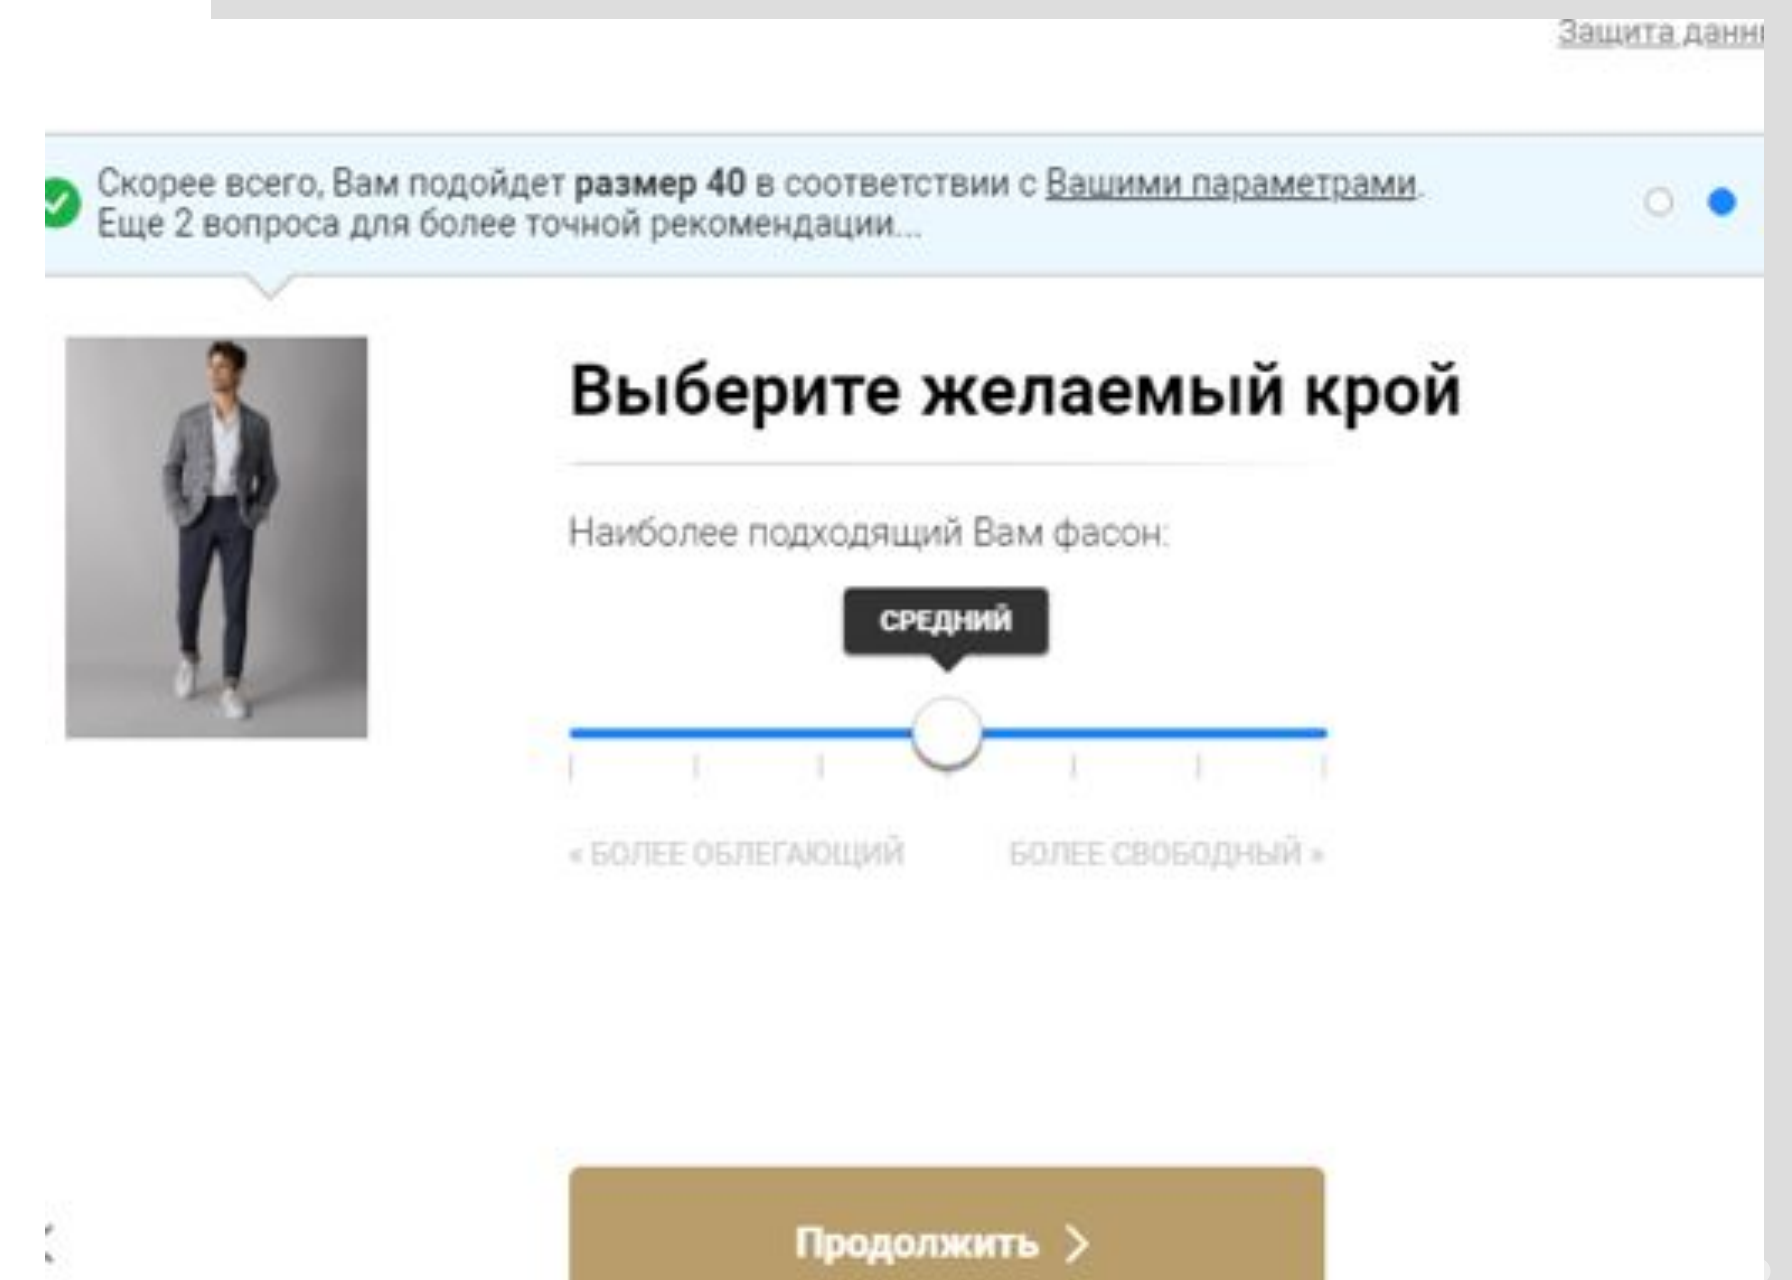 Защита данн
Скорее всего, Вам подойдет размер 40 в соответствии с Вашими параметрами.
Еще 2 вопроса для более точной рекомендации...
Выберите желаемый крой
Наиболее подходящий Вам фасон:
СРЕДНИЙ
« БОЛЕЕ ОБЛЕГАЮЩИЙ БОЛЕЕ СВОБОДНЫЙ »
Продолжить